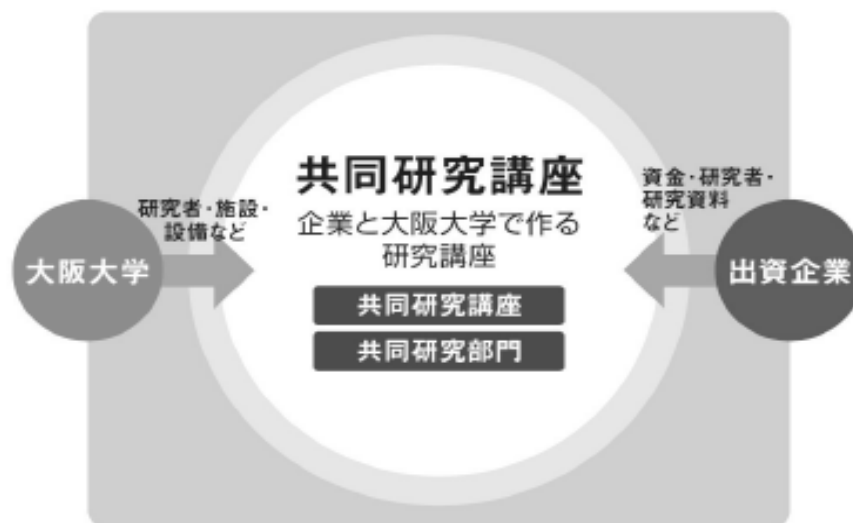 共同研究講座
企業と大阪大学で作る
研究講座
共同研究講座
共同研究部門
研究者・施設・
設備など
大阪大学
資金・研究者・
研究資料
など
出資企業